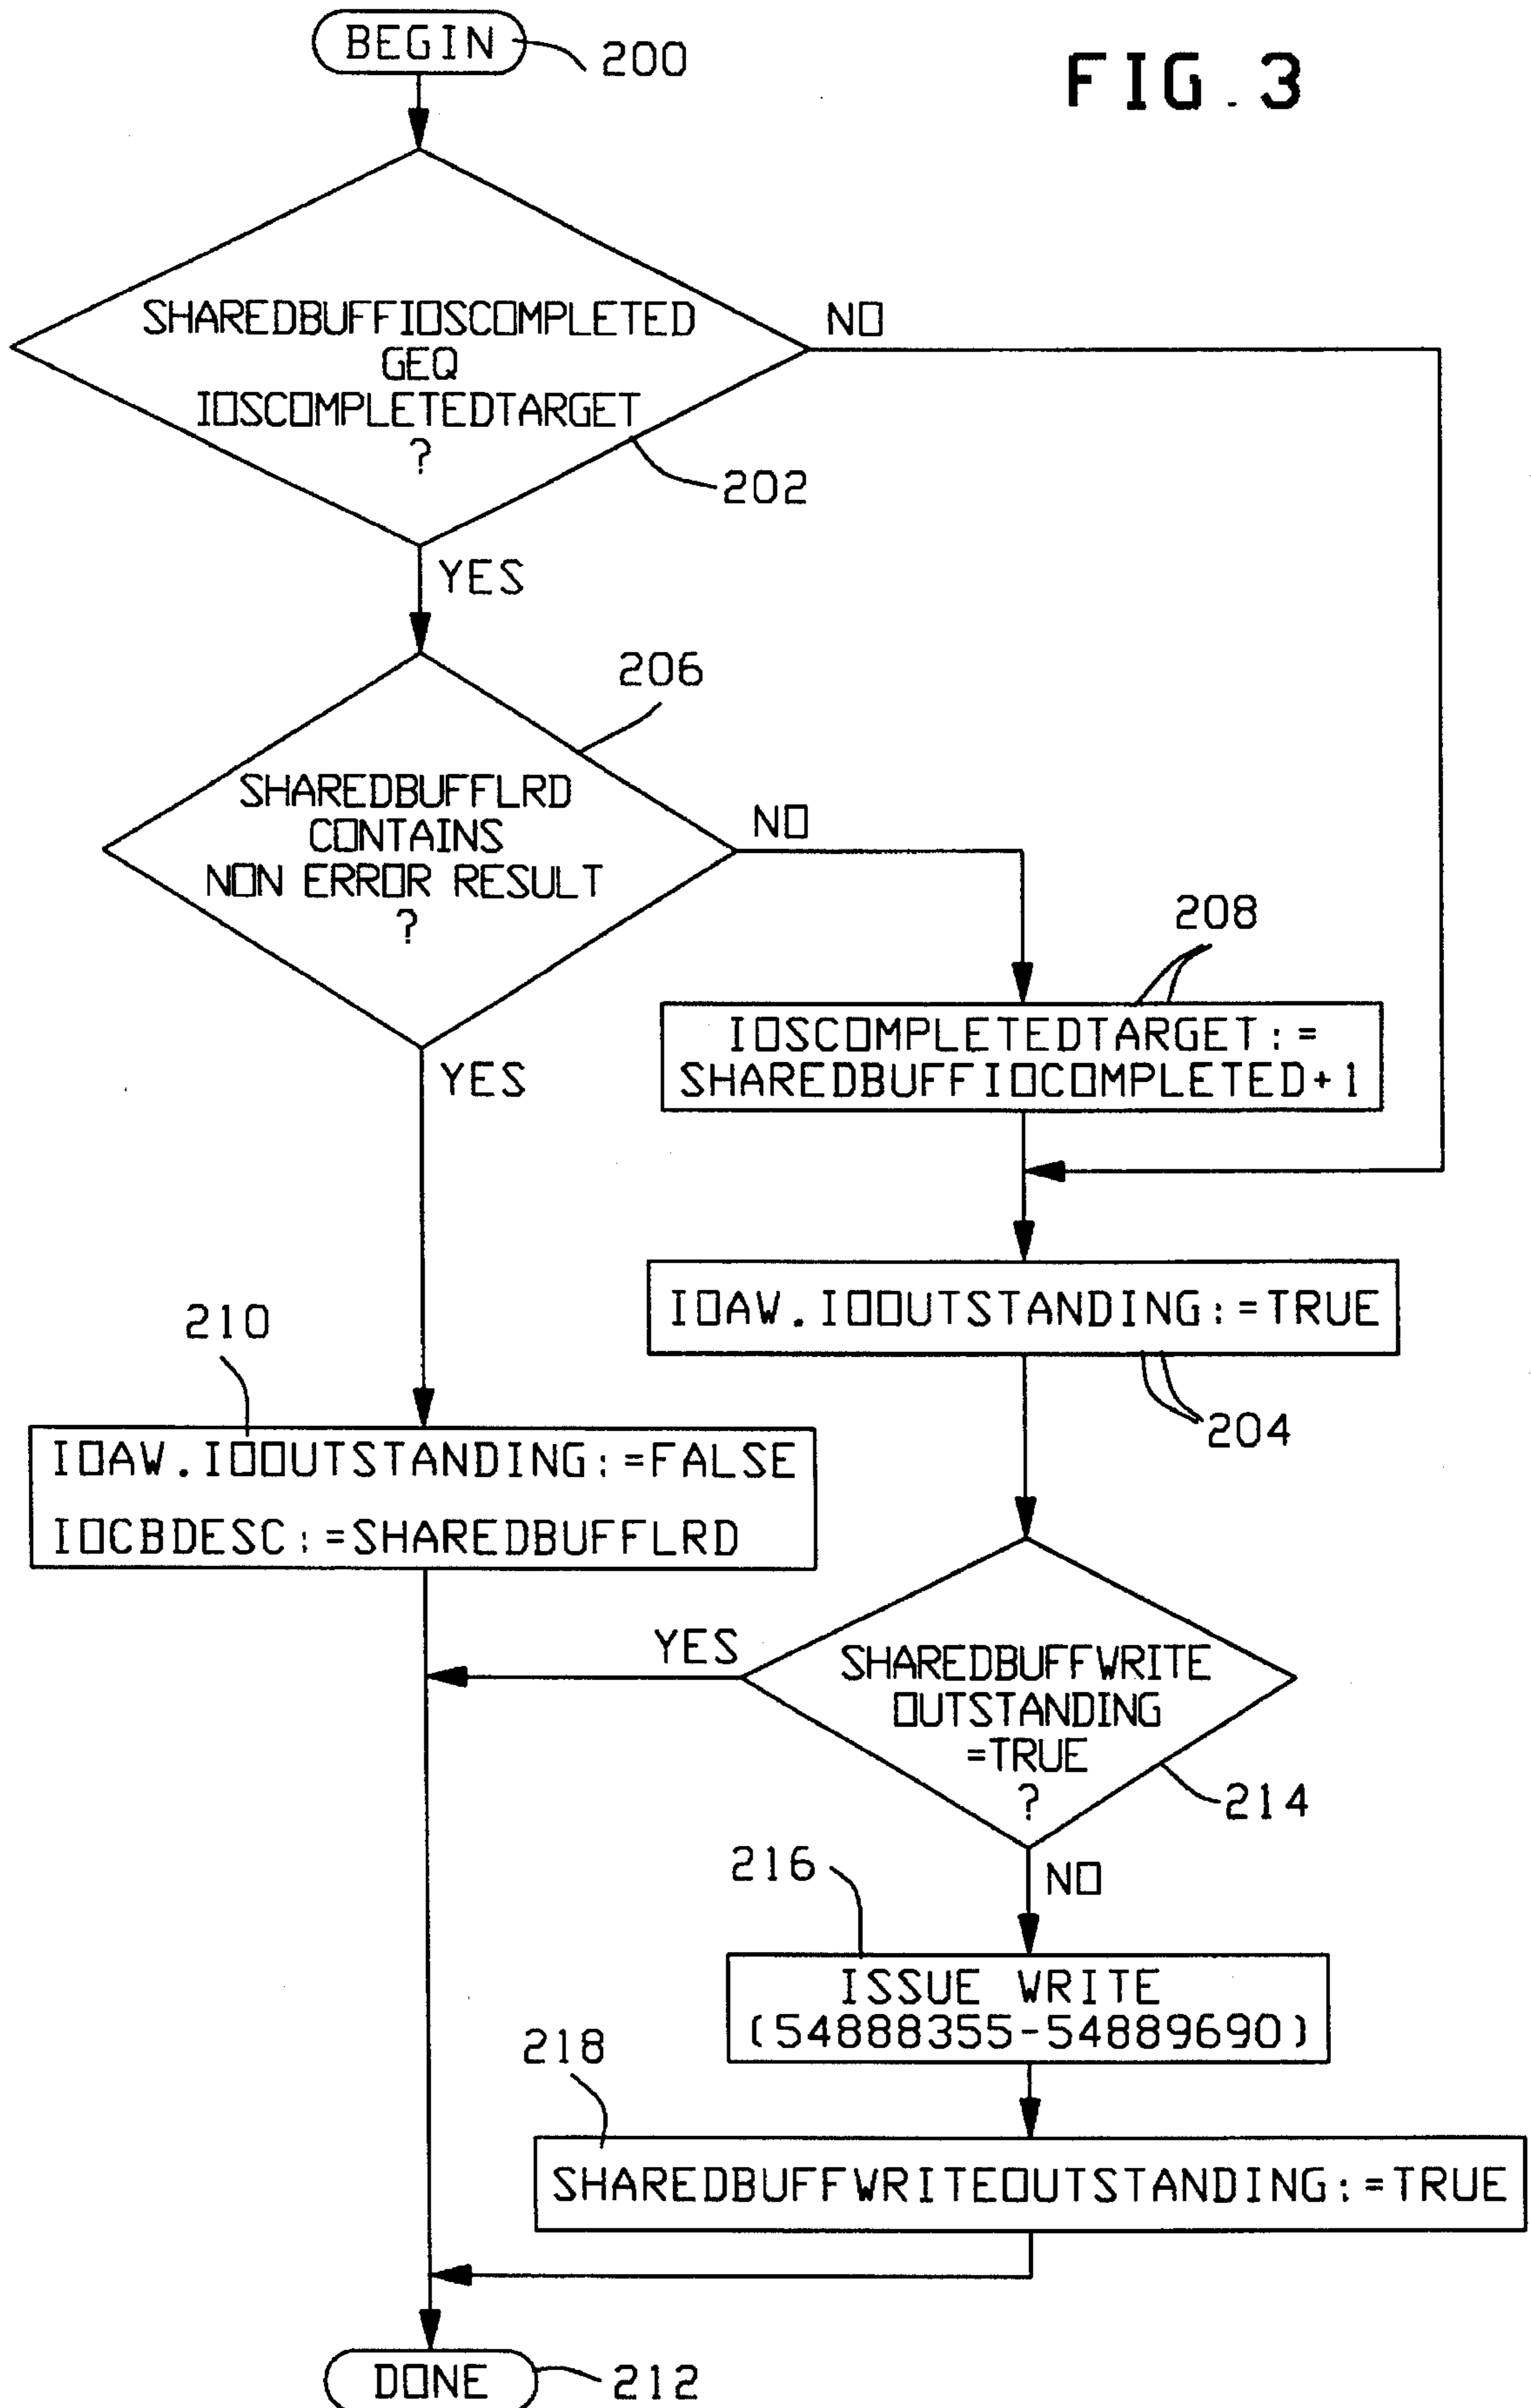 BEGIN
200
FIG. 3
SHAREDBUFFIOSCOMPLETED
GEQ
IOSCOMPLETEDTARGET
?
NO
202
YES
206
SHAREDBUFFLRD
CONTAINS
NON ERROR RESULT
?
NO
208
IOSCOMPLETEDTARGET:=
SHAREDBUFFIOCOMPLETED+1
YES
IOAW.IOOUTSTANDING:=TRUE
204
210
IOAW.IOOUTSTANDING:=FALSE
IOCBDESC:=SHAREDBUFFLRD
YES
SHAREDBUFFWRITE
OUTSTANDING
=TRUE
?
214
NO
216
ISSUE WRITE
(54888355-54889690)
218
SHAREDBUFFWRITEOUTSTANDING:=TRUE
DONE
212